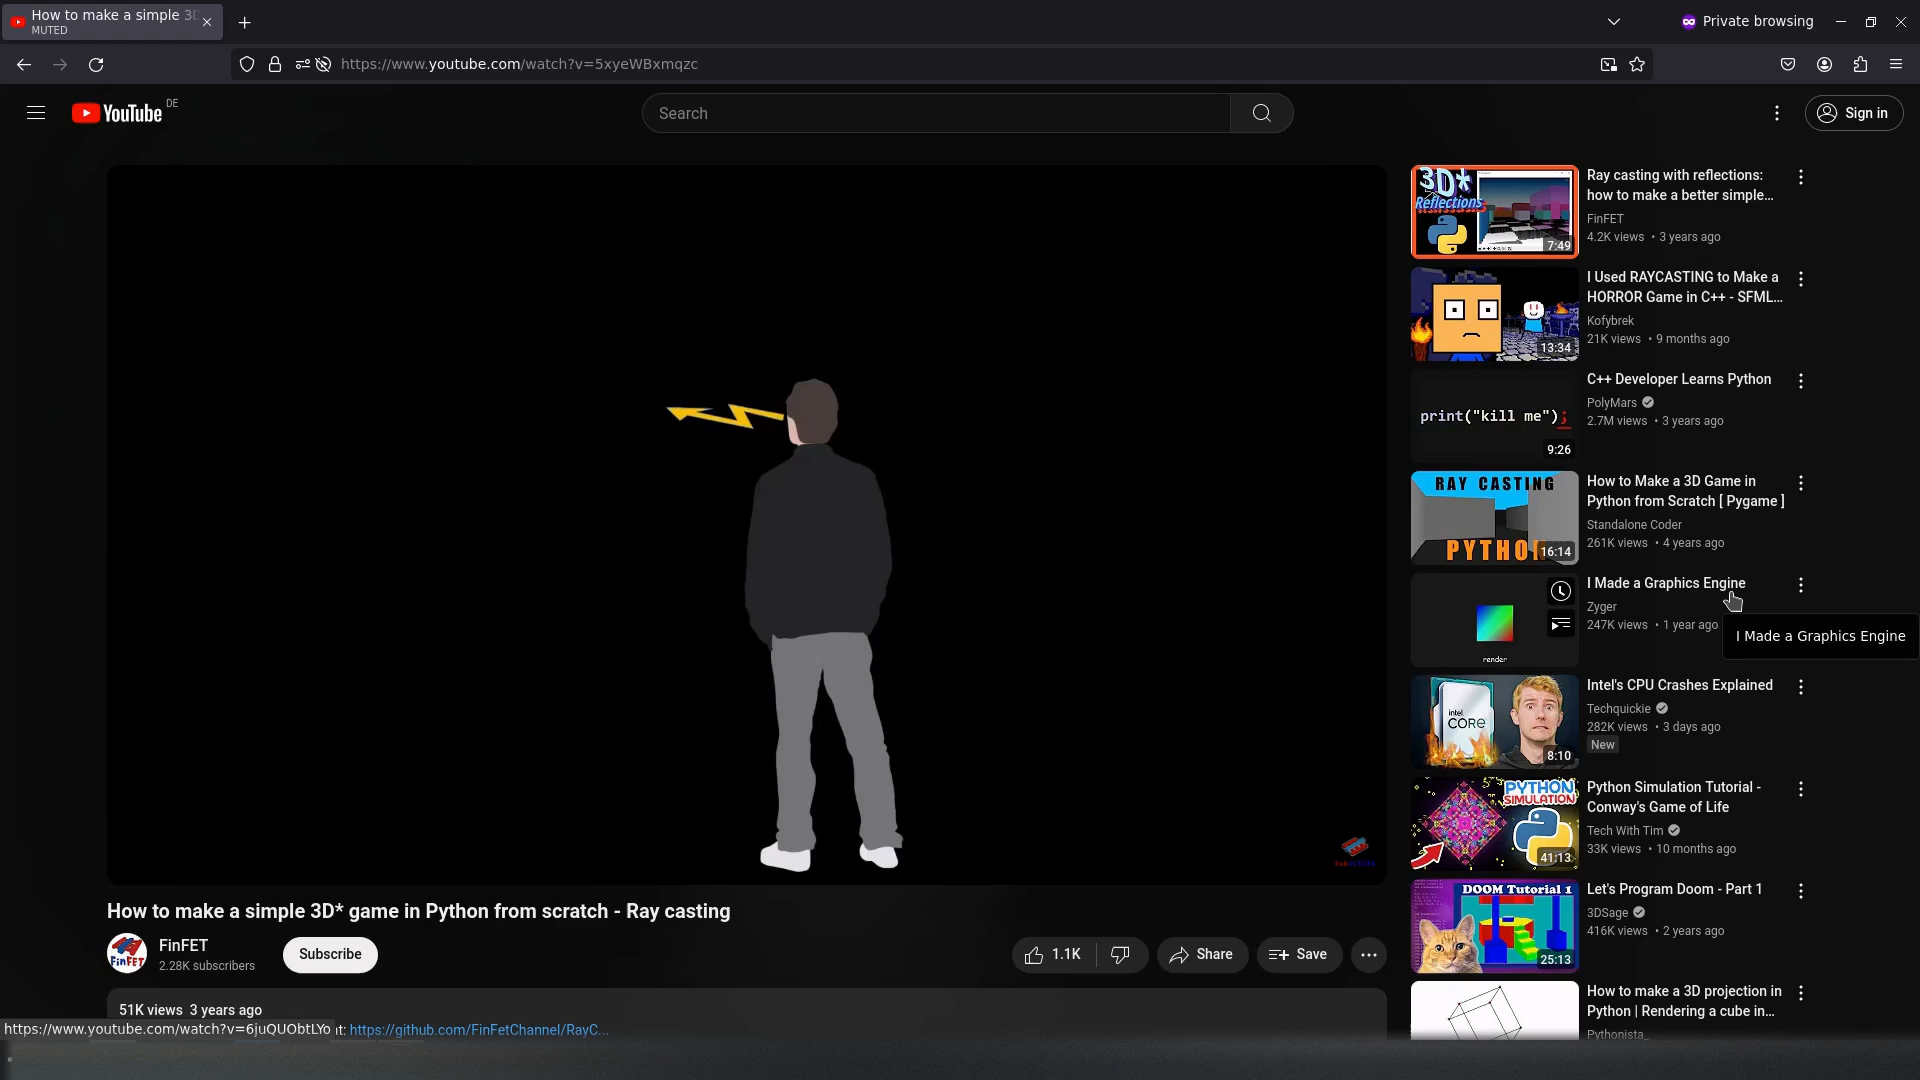 How to make a simple 3D
MUTED
Private browsing
https://www.youtube.com/watch?v=5xyeWBxmqzc
YouTube DE
Search
Sign in
3D*
Reflections
7:49
Ray casting with reflections:
how to make a better simple...
FinFET
4.2K views • 3 years ago
13:34
I Used RAYCASTING to Make a
HORROR Game in C++ - SFML...
Kofybrek
21K views • 9 months ago
print("kill me");
9:26
C++ Developer Learns Python
PolyMars
2.7M views • 3 years ago
RAY CASTING
PYTHON
16:14
How to Make a 3D Game in
Python from Scratch [ Pygame ]
Standalone Coder
261K views • 4 years ago
render
I Made a Graphics Engine
Zyger
247K views • 1 year ago
I Made a Graphics Engine
intel
CORE
8:10
Intel's CPU Crashes Explained
Techquickie
282K views • 3 days ago
New
PYTHON
SIMULATION
41:13
Python Simulation Tutorial -
Conway's Game of Life
Tech With Tim
33K views • 10 months ago
DOOM Tutorial 1
25:13
Let's Program Doom - Part 1
3DSage
416K views • 2 years ago
How to make a 3D projection in
Python | Rendering a cube in...
Pythonista_
How to make a simple 3D* game in Python from scratch - Ray casting
FinFET
FinFET
2.28K subscribers
Subscribe
1.1K
Share
Save
51K views 3 years ago
https://www.youtube.com/watch?v=6juQUObtLYo
t: https://github.com/FinFetChannel/RayC...